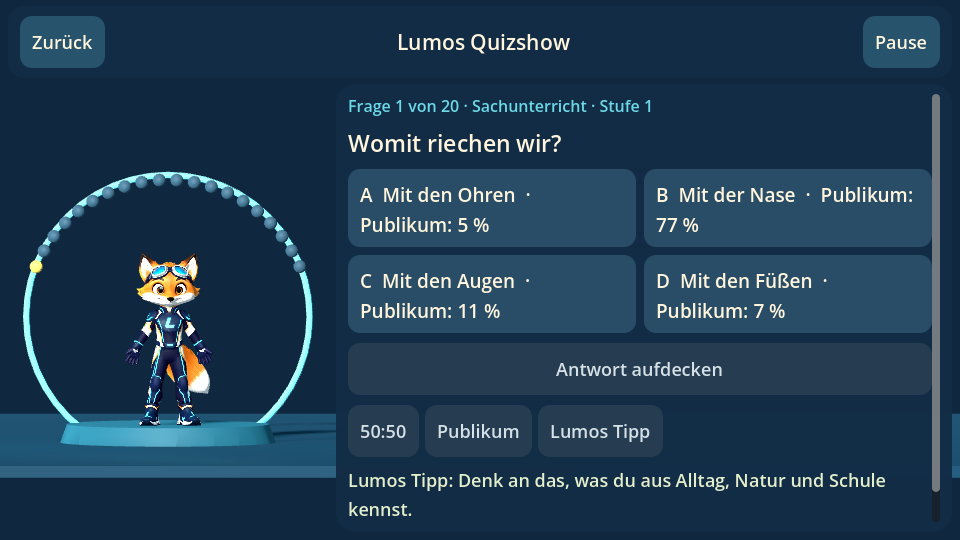 Zurück
Lumos Quizshow
Pause
Frage 1 von 20 · Sachunterricht · Stufe 1
Womit riechen wir?
A Mit den Ohren ·
Publikum: 5 %
B Mit der Nase · Publikum:
77 %
C Mit den Augen ·
Publikum: 11 %
D Mit den Füßen ·
Publikum: 7 %
Antwort aufdecken
50:50
Publikum
Lumos Tipp
Lumos Tipp: Denk an das, was du aus Alltag, Natur und Schule
kennst.
L